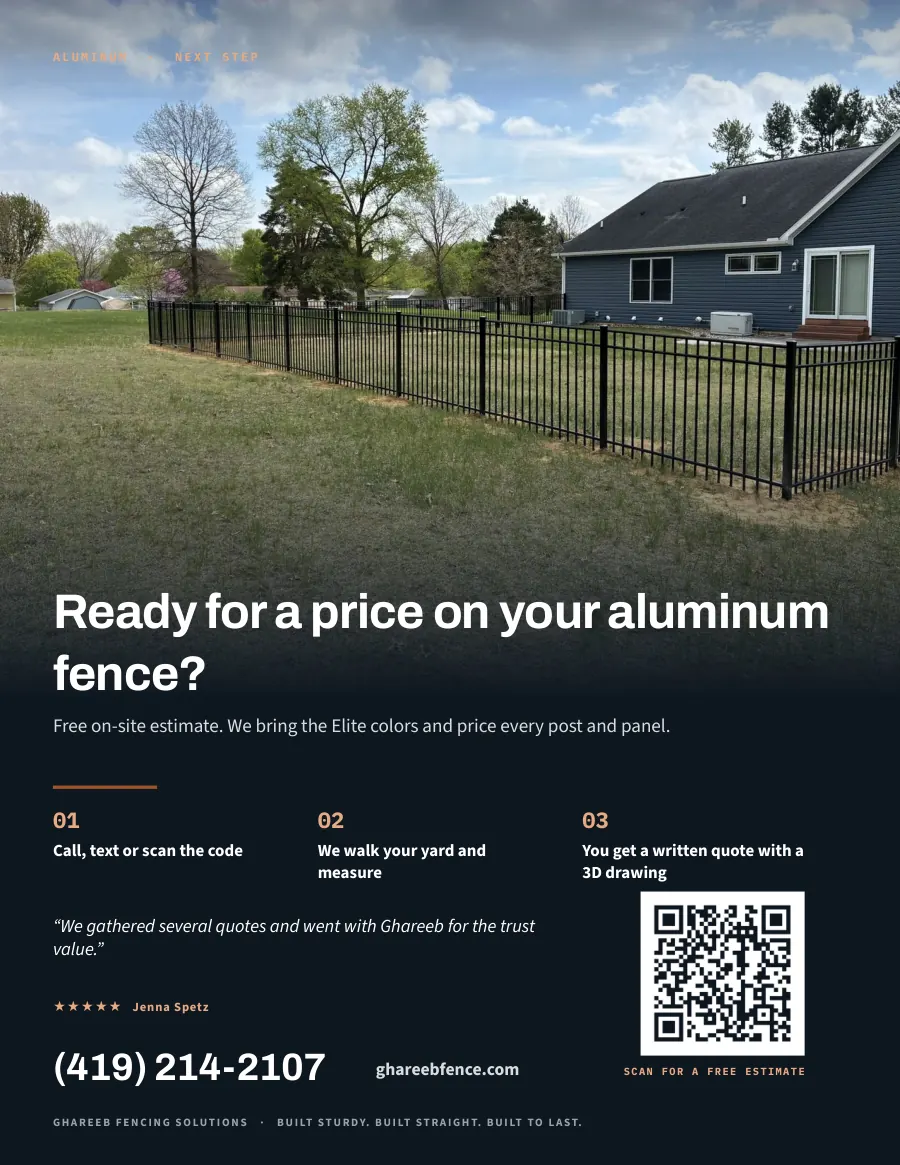 ALUMINUM NEXT STEP
Ready for a price on your aluminum
fence?
Free on-site estimate. We bring the Elite colors and price every post and panel.
01
Call, text or scan the code
02
We walk your yard and
measure
03
You get a written quote with a
3D drawing
“We gathered several quotes and went with Ghareeb for the trust
value.”
★★★★★ Jenna Spetz
(419) 214-2107
ghareebfence.com
SCAN FOR A FREE ESTIMATE
GHAREEB FENCING SOLUTIONS · BUILT STURDY. BUILT STRAIGHT. BUILT TO LAST.